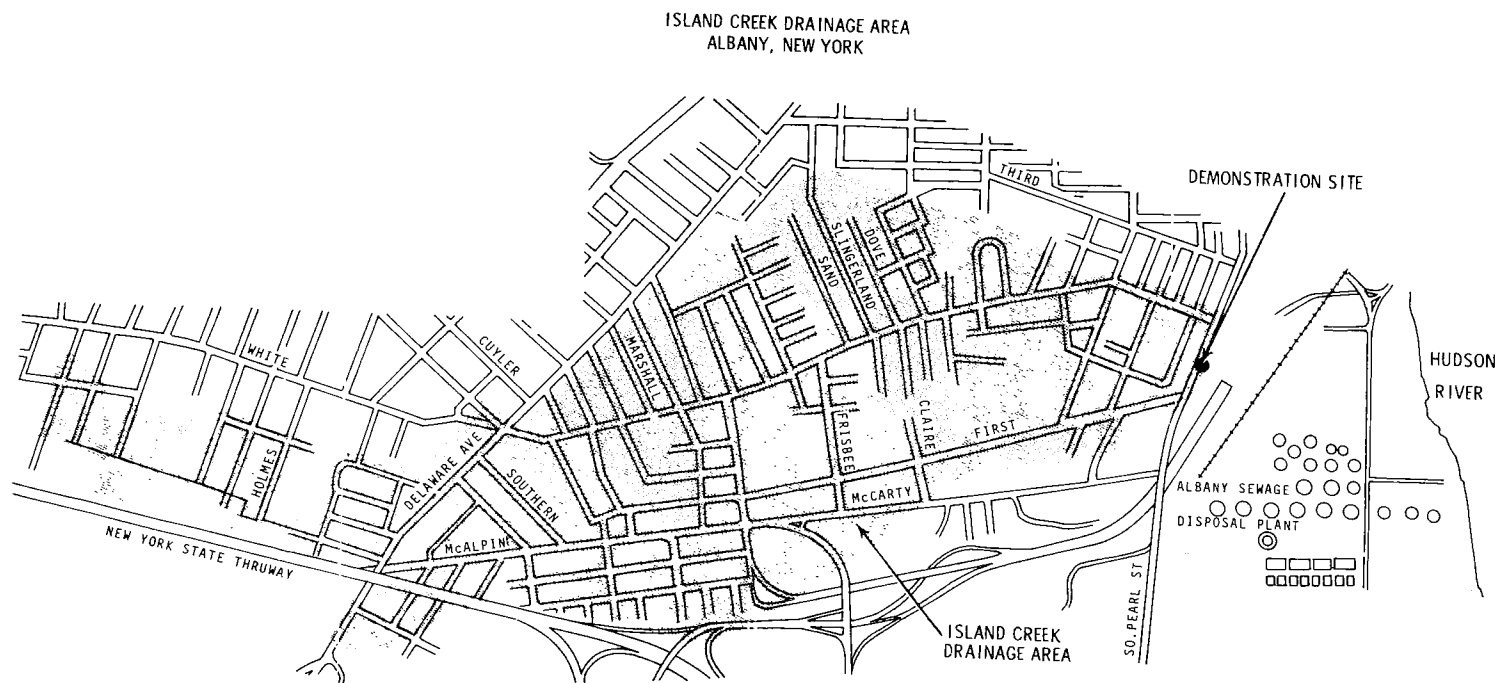 ISLAND CREEK DRAINAGE AREA
ALBANY, NEW YORK
THIRD
DEMONSTRATION SITE
DOVE
SLINGERLAND
SAND
HUDSON
RIVER
WHITE
CUYLER
MARSHALL
FRISBEE
CLAIRE
FIRST
HOLMES
DELAWARE AVE
SOUTHERN
McCARTY
ALBANY SEWAGE
DISPOSAL PLANT
McALPIN
NEW YORK STATE THRUWAY
SO. PEARL ST
ISLAND CREEK
DRAINAGE AREA